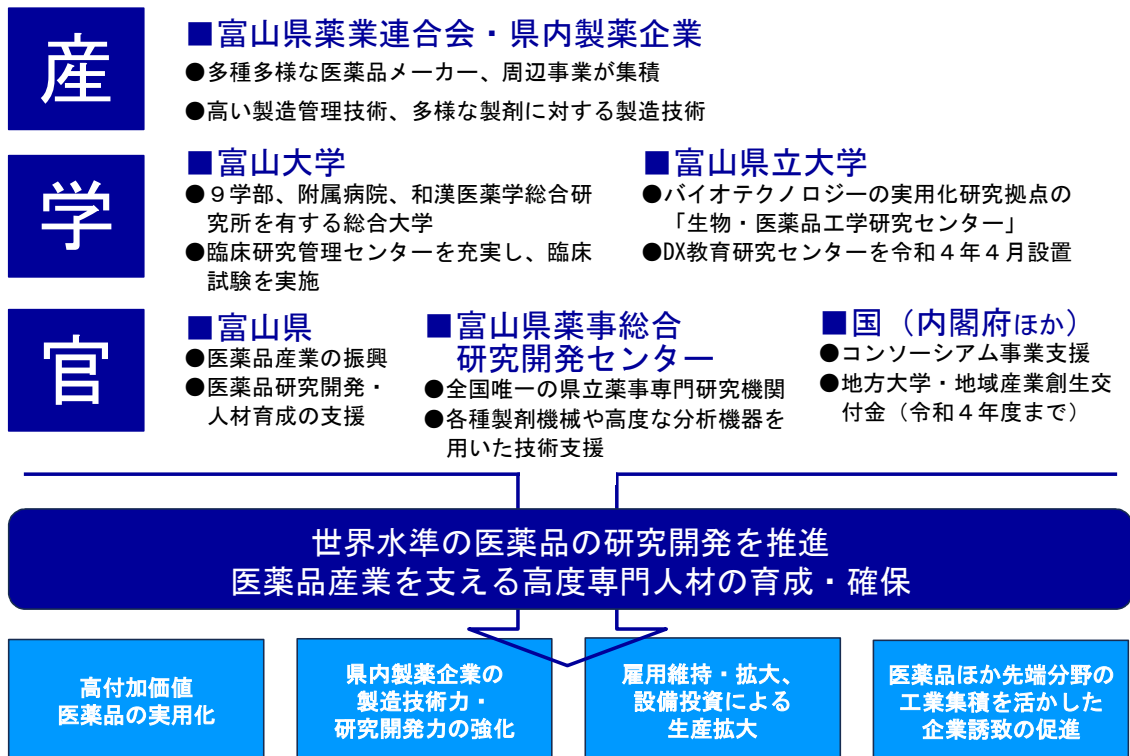 産
■富山県薬業連合会・県内製薬企業
●多種多様な医薬品メーカー、周辺事業が集積
●高い製造管理技術、多様な製剤に対する製造技術
学
■富山大学
●９学部、附属病院、和漢医薬学総合研
究所を有する総合大学
●臨床研究管理センターを充実し、臨床
試験を実施
■富山県立大学
●バイオテクノロジーの実用化研究拠点の
「生物・医薬品工学研究センター」
●DX教育研究センターを令和４年４月設置
官
■富山県
●医薬品産業の振興
●医薬品研究開発・
人材育成の支援
■富山県薬事総合
研究開発センター
●全国唯一の県立薬事専門研究機関
●各種製剤機械や高度な分析機器を
用いた技術支援
■国（内閣府ほか）
●コンソーシアム事業支援
●地方大学・地域産業創生交
付金（令和４年度まで）
世界水準の医薬品の研究開発を推進
医薬品産業を支える高度専門人材の育成・確保
高付加価値
医薬品の実用化
県内製薬企業の
製造技術力・
研究開発力の強化
雇用維持・拡大、
設備投資による
生産拡大
医薬品ほか先端分野の
工業集積を活かした
企業誘致の促進